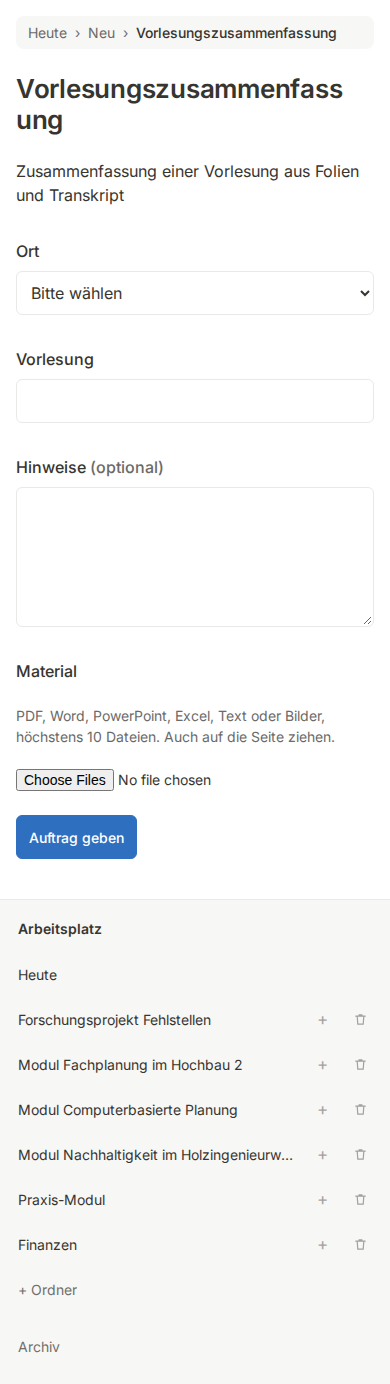 Heute › Neu › Vorlesungszusammenfassung
Vorlesungszusammenfass
ung
Zusammenfassung einer Vorlesung aus Folien
und Transkript
Ort
Bitte wählen
Vorlesung
Hinweise (optional)
Material
PDF, Word, PowerPoint, Excel, Text oder Bilder,
höchstens 10 Dateien. Auch auf die Seite ziehen.
Choose Files No file chosen
Auftrag geben
Arbeitsplatz
Heute
Forschungsprojekt Fehlstellen +
Modul Fachplanung im Hochbau 2 +
Modul Computerbasierte Planung +
Modul Nachhaltigkeit im Holzingenieurw... +
Praxis-Modul +
Finanzen +
+ Ordner
Archiv